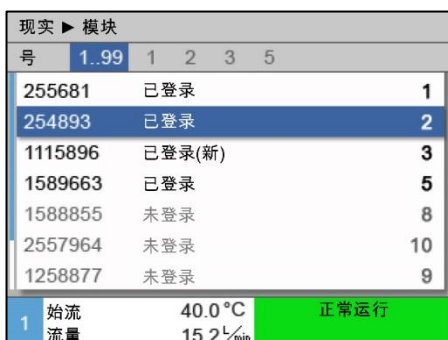 现实 ▶ 模块
号 1..99 1 2 3 5
255681 已登录 1
254893 已登录 2
1115896 已登录(新) 3
1589663 已登录 5
1588855 未登录 8
2557964 未登录 10
1258877 未登录 9
1 始流 40.0 °C 正常运行
流量 15.2 L/min